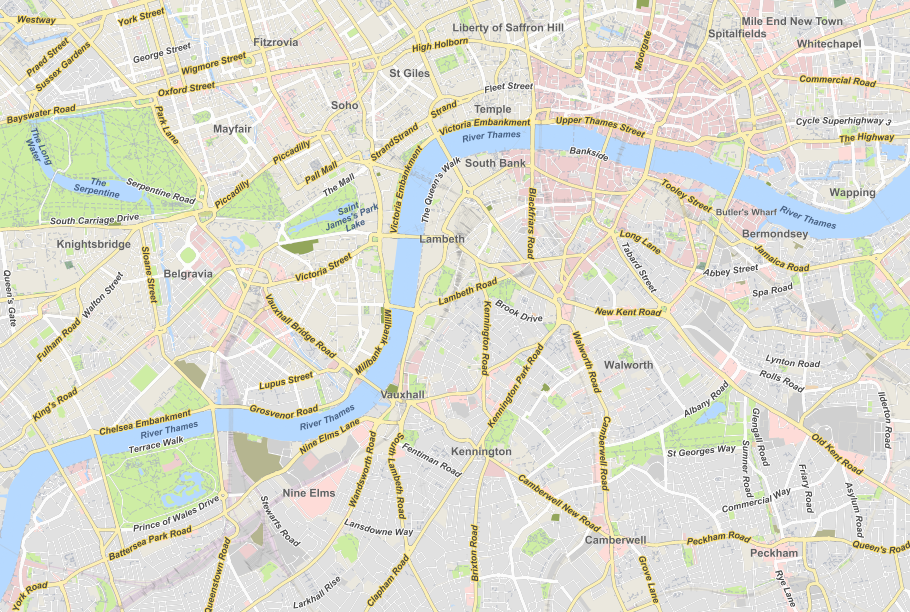 Westway
York Street
Liberty of Saffron Hill
Mile End New Town
Spitalfields
Moorgate
Praed Street
George Street
Fitzrovia
High Holborn
Whitechapel
Sussex Gardens
Wigmore Street
St Giles
Commercial Road
Oxford Street
Fleet Street
Bayswater Road
Park Lane
Soho
Strand
Temple
Mayfair
Victoria Embankment
Upper Thames Street
Cycle Superhighway 3
The Highway
The Long Water
StrandStrand
River Thames
Piccadilly
Bankside
Pall Mall
South Bank
The Serpentine
Serpentine Road
Piccadilly
The Mall
Victoria Embankment
The Queen's Walk
Blackfriars Road
Tooley Street
Wapping
South Carriage Drive
Saint James's Park Lake
Butler's Wharf
River Thames
Knightsbridge
Lambeth
Long Lane
Bermondsey
Sloane Street
Tabard Street
Jamaica Road
Belgravia
Victoria Street
Abbey Street
Queen's Gate
Walton Street
Lambeth Road
Spa Road
Vauxhall Bridge Road
Millbank
Kennington Road
Brook Drive
New Kent Road
Fulham Road
Millbank
Walworth Road
Kennington Park Road
Walworth
Lynton Road
Lupus Street
Rolls Road
King's Road
Vauxhall
Albany Road
Ilderton Road
Grosvenor Road
Chelsea Embankment
River Thames
River Thames
Nine Elms Lane
Terrace Walk
Camberwell Road
Glengall Road
Old Kent Road
South Lambeth Road
Fentiman Road
Kennington
St Georges Way
Sumner Road
Wandsworth Road
Friary Road
Nine Elms
Asylum Road
Camberwell New Road
Commercial Way
Prince of Wales Drive
Stewarts Road
Lansdowne Way
Battersea Park Road
Camberwell
Peckham Road
Peckham
Queen's Road
Queenstown Road
Brixton Road
Clapham Road
Larkhall Rise
Grove Lane
Rye Lane
York Road